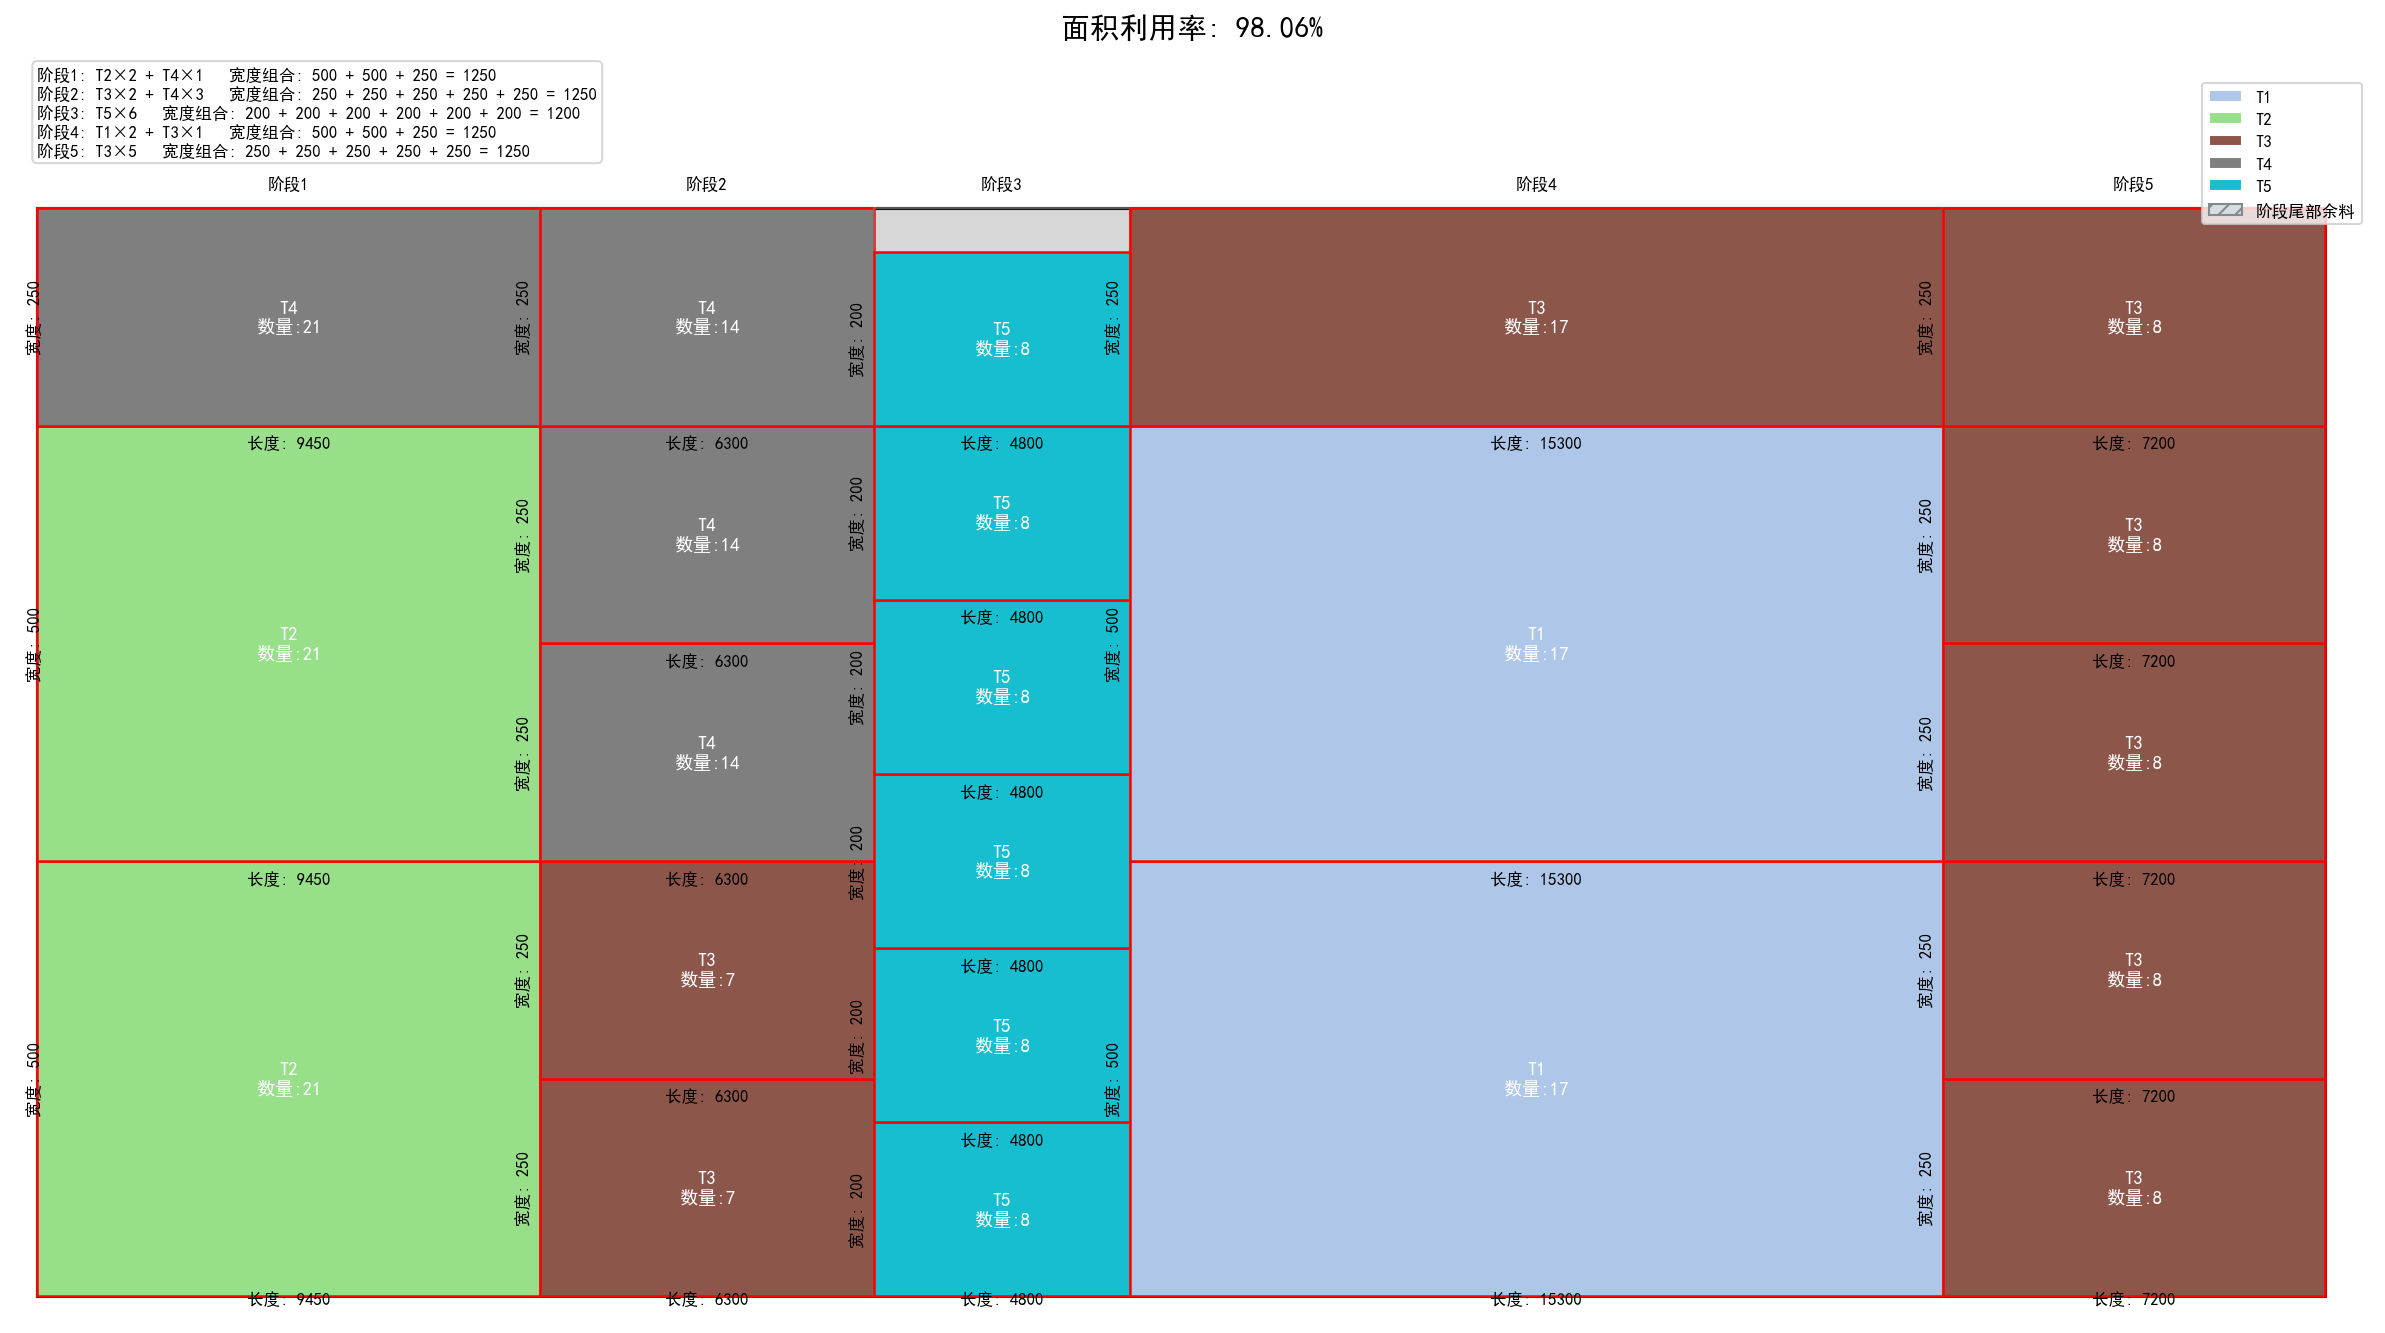 面积利用率: 98.06%
阶段1: T2×2 + T4×1   宽度组合: 500 + 500 + 250 = 1250
阶段2: T3×2 + T4×3   宽度组合: 250 + 250 + 250 + 250 + 250 = 1250
阶段3: T5×6   宽度组合: 200 + 200 + 200 + 200 + 200 + 200 = 1200
阶段4: T1×2 + T3×1   宽度组合: 500 + 500 + 250 = 1250
阶段5: T3×5   宽度组合: 250 + 250 + 250 + 250 + 250 = 1250
T1
T2
T3
T4
T5
阶段尾部余料
阶段1
宽度: 250
T4
数量:21
长度: 9450
宽度: 500
T2
数量:21
长度: 9450
宽度: 500
T2
数量:21
长度: 9450
阶段2
宽度: 250
T4
数量:14
长度: 6300
宽度: 250
T4
数量:14
长度: 6300
宽度: 250
T4
数量:14
长度: 6300
宽度: 250
T3
数量:7
长度: 6300
宽度: 250
T3
数量:7
长度: 6300
阶段3
宽度: 200
T5
数量:8
长度: 4800
宽度: 200
T5
数量:8
长度: 4800
宽度: 200
T5
数量:8
长度: 4800
宽度: 200
T5
数量:8
长度: 4800
宽度: 200
T5
数量:8
长度: 4800
宽度: 200
T5
数量:8
长度: 4800
阶段4
宽度: 250
T3
数量:17
长度: 15300
宽度: 500
T1
数量:17
长度: 15300
宽度: 500
T1
数量:17
长度: 15300
阶段5
宽度: 250
T3
数量:8
长度: 7200
宽度: 250
T3
数量:8
长度: 7200
宽度: 250
T3
数量:8
长度: 7200
宽度: 250
T3
数量:8
长度: 7200
宽度: 250
T3
数量:8
长度: 7200